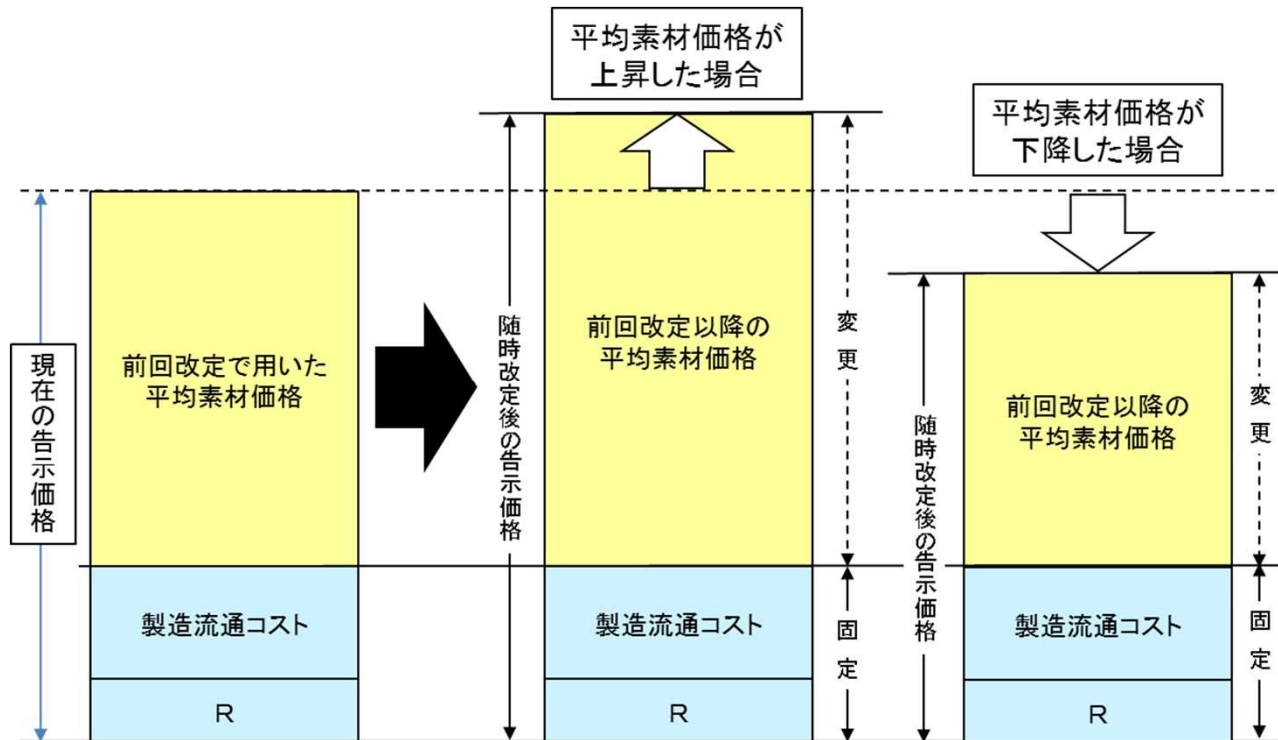 平均素材価格が
上昇した場合
平均素材価格が
下降した場合
現在の告示価格
前回改定で用いた
平均素材価格
製造流通コスト
R
随時改定後の告示価格
前回改定以降の
平均素材価格
製造流通コスト
R
変更
固定
随時改定後の告示価格
前回改定以降の
平均素材価格
製造流通コスト
R
変更
固定